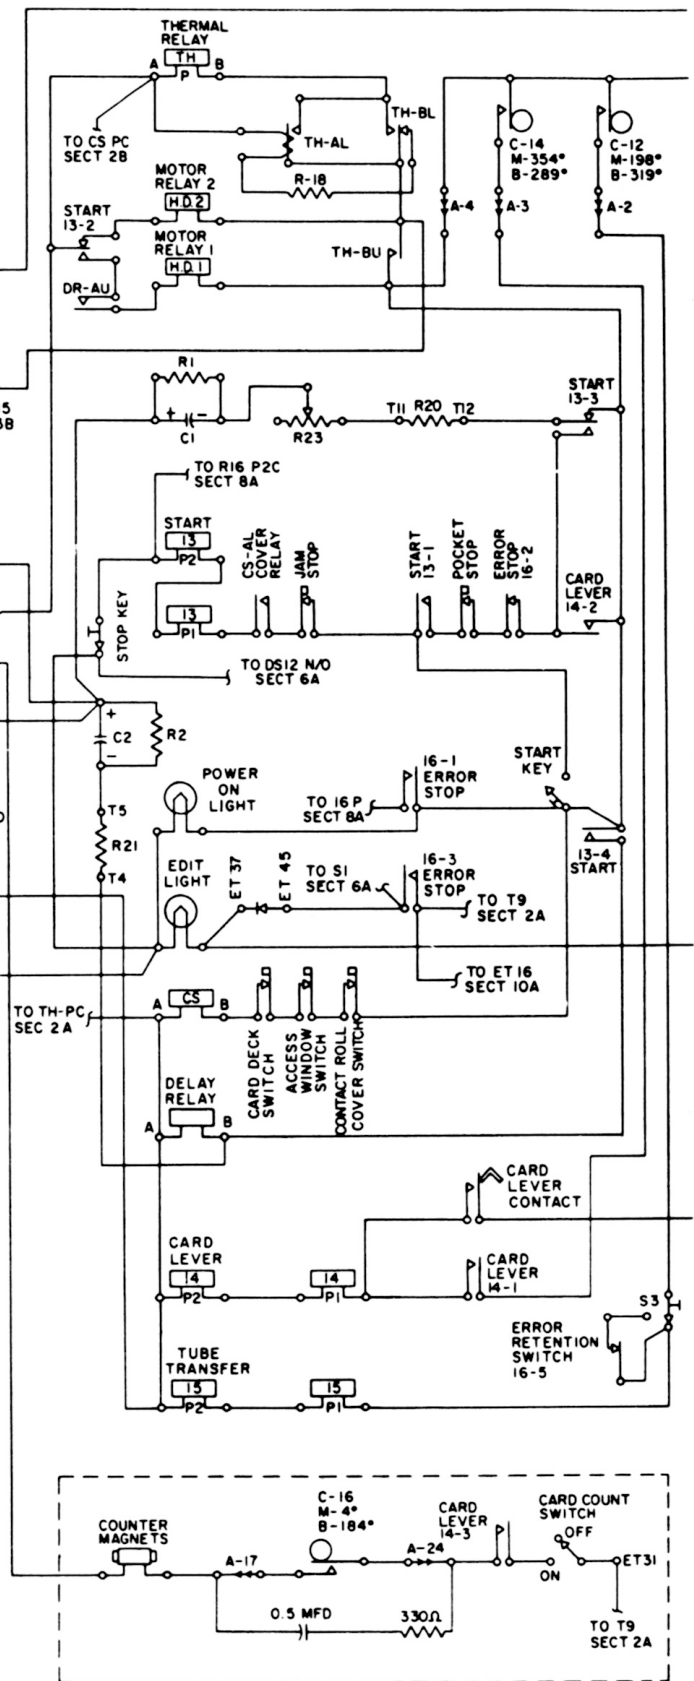 THERMAL
RELAY
A TH B
P
TO CS PC
SECT 2B
TH-AL
TH-BL
R-18
C-14
M-354°
B-289°
C-12
M-198°
B-319°
A-4
A-3
A-2
MOTOR
RELAY 2
H.D.2
START
13-2
MOTOR
RELAY 1
H.D.1
TH-BU
DR-AU
R1
+ -
C1
R23
T11 R20 T12
START
13-3
5
3B
TO R16 P2C
SECT 8A
START
13
P2
13
P1
STOP KEY
CS-AL
COVER
RELAY
JAM
STOP
START
13-1
POCKET
STOP
ERROR
STOP
16-2
CARD
LEVER
14-2
TO DS12 N/O
SECT 6A
+
C2
-
R2
T5
R21
T4
POWER
ON
LIGHT
16-1
ERROR
STOP
TO 16P
SECT 8A
START
KEY
13-4
START
EDIT
LIGHT
ET 37
ET 45
TO S1
SECT 6A
16-3
ERROR
STOP
TO T9
SECT 2A
TO ET 16
SECT 10A
TO TH-PC
SEC 2A
A CS B
CARD DECK
SWITCH
ACCESS
WINDOW
SWITCH
CONTACT ROLL
COVER SWITCH
DELAY
RELAY
A B
CARD
LEVER
CONTACT
CARD
LEVER
14
P2
14
P1
CARD
LEVER
14-1
S3
ERROR
RETENTION
SWITCH
16-5
TUBE
TRANSFER
15
P2
15
P1
COUNTER
MAGNETS
A-17
C-16
M-4°
B-184°
A-24
CARD
LEVER
14-3
CARD COUNT
SWITCH
OFF
ON
ET31
0.5 MFD
330Ω
TO T9
SECT 2A